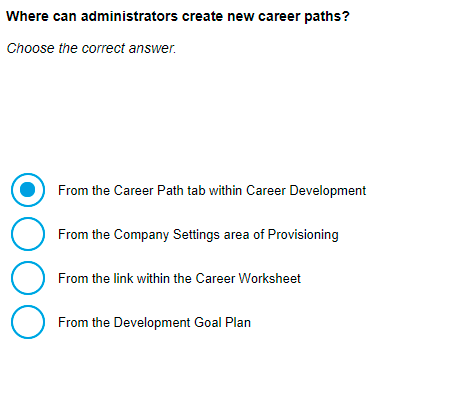 Where can administrators create new career paths?
Choose the correct answer.
From the Career Path tab within Career Development
From the Company Settings area of Provisioning
From the link within the Career Worksheet
From the Development Goal Plan